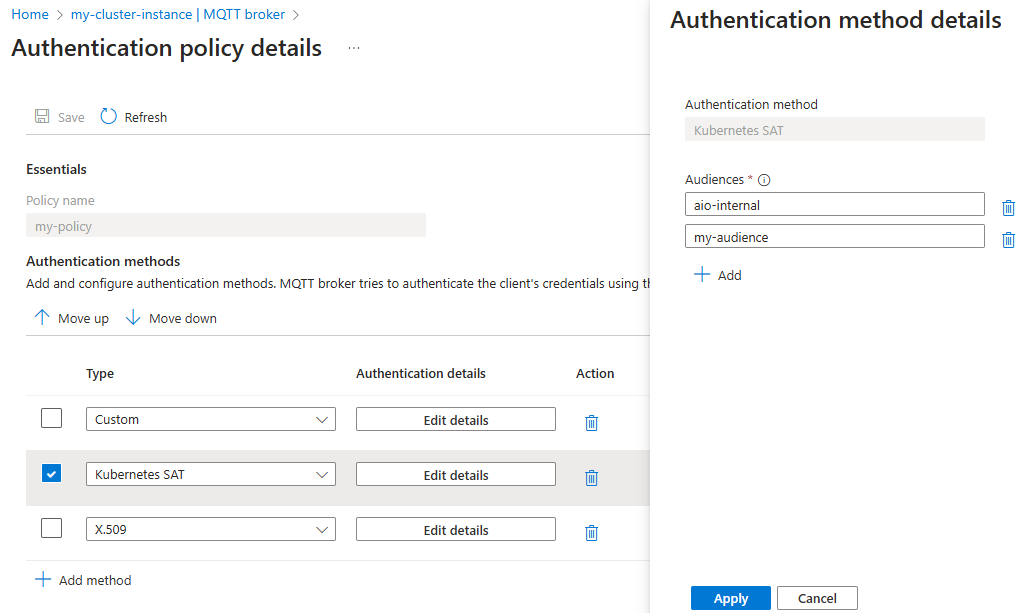 Home > my-cluster-instance | MQTT broker >
Authentication policy details ...
Save Refresh
Essentials
Policy name
my-policy
Authentication methods
Add and configure authentication methods. MQTT broker tries to authenticate the client's credentials using
Move up Move down
Type Authentication details Action
Custom Edit details
Kubernetes SAT Edit details
X.509 Edit details
Add method
Authentication method details
Authentication method
Kubernetes SAT
Audiences *
aio-internal
my-audience
Add
Apply Cancel